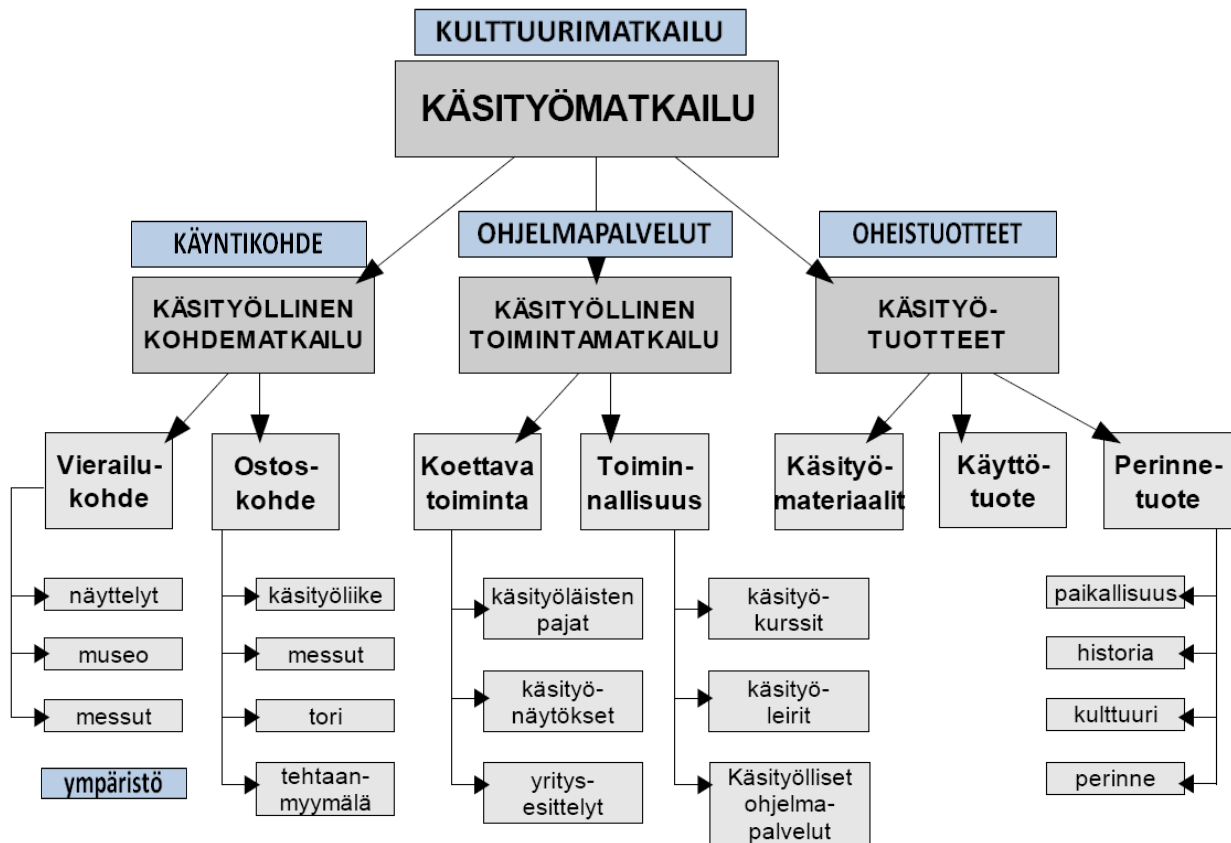 KULTTUURIMATKAILU
KÄSITYÖMATKAILU
KÄYNTIKOHDE
OHJELMAPALVELUT
OHEISTUOTTEET
KÄSITYÖLLINEN
KOHDEMATKAILU
KÄSITYÖLLINEN
TOIMINTAMATKAILU
KÄSITYÖ-
TUOTTEET
Vierailu-
kohde
Ostos-
kohde
Koettava
toiminta
Toimin-
nallisuus
Käsityö-
materiaalit
Käyttö-
tuote
Perinne-
tuote
näyttelyt
museo
messut
ympäristö
käsityöliike
messut
tori
tehtaan-
myymälä
käsityöläisten
pajat
käsityö-
näytökset
yritys-
esittelyt
käsityö-
kurssit
käsityö-
leirit
Käsityölliset
ohjelma-
palvelut
paikallisuus
historia
kulttuuri
perinne